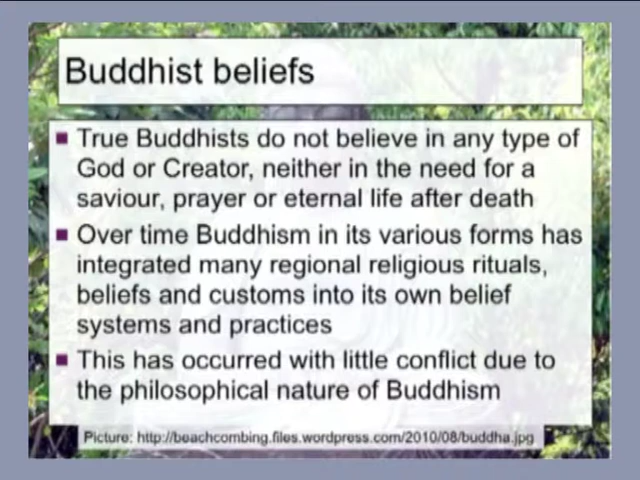 Buddhist beliefs
True Buddhists do not believe in any type of
God or Creator, neither in the need for a
saviour, prayer or eternal life after death
Over time Buddhism in its various forms has
integrated many regional religious rituals,
beliefs and customs into its own belief
systems and practices
This has occurred with little conflict due to
the philosophical nature of Buddhism
Picture: http://beachcombing.files.wordpress.com/2010/08/buddha.jpg